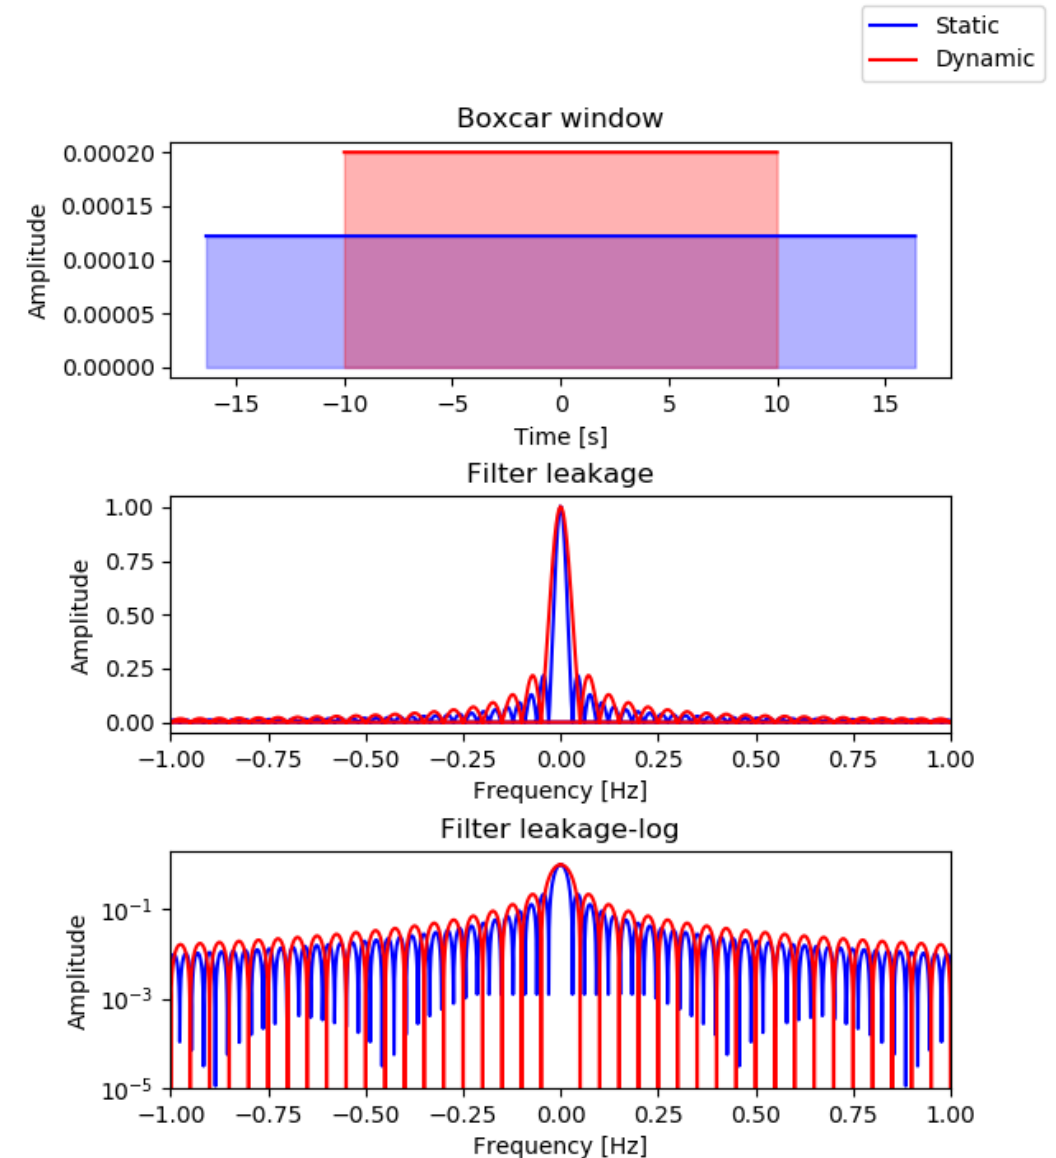 Static
Dynamic
Boxcar window
0.00020
0.00015
0.00010
0.00005
0.00000
Amplitude
−15 −10 −5 0 5 10 15
Time [s]
Filter leakage
1.00
0.75
0.50
0.25
0.00
Amplitude
−1.00 −0.75 −0.50 −0.25 0.00 0.25 0.50 0.75 1.00
Frequency [Hz]
Filter leakage-log
10⁻¹
10⁻³
10⁻⁵
Amplitude
−1.00 −0.75 −0.50 −0.25 0.00 0.25 0.50 0.75 1.00
Frequency [Hz]